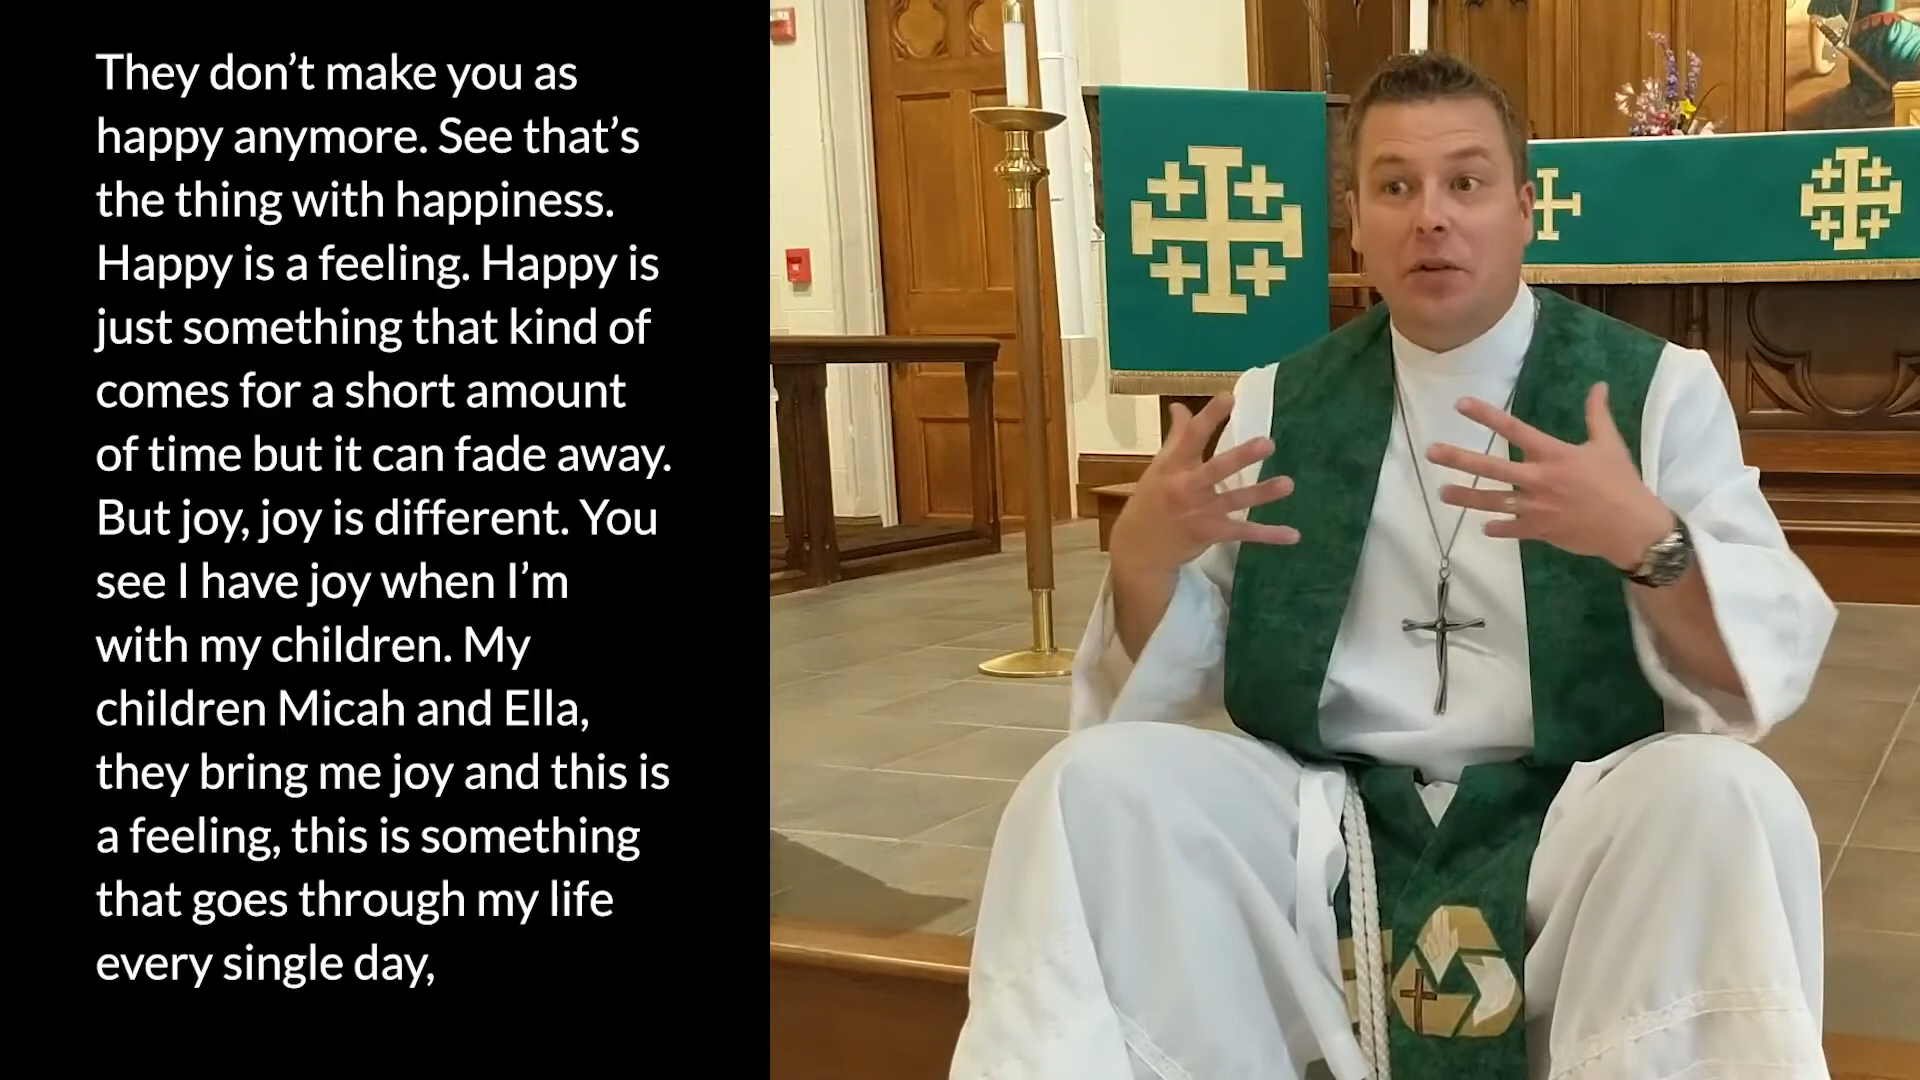 They don’t make you as
happy anymore. See that’s
the thing with happiness.
Happy is a feeling. Happy is
just something that kind of
comes for a short amount
of time but it can fade away.
But joy, joy is different. You
see I have joy when I’m
with my children. My
children Micah and Ella,
they bring me joy and this is
a feeling, this is something
that goes through my life
every single day,